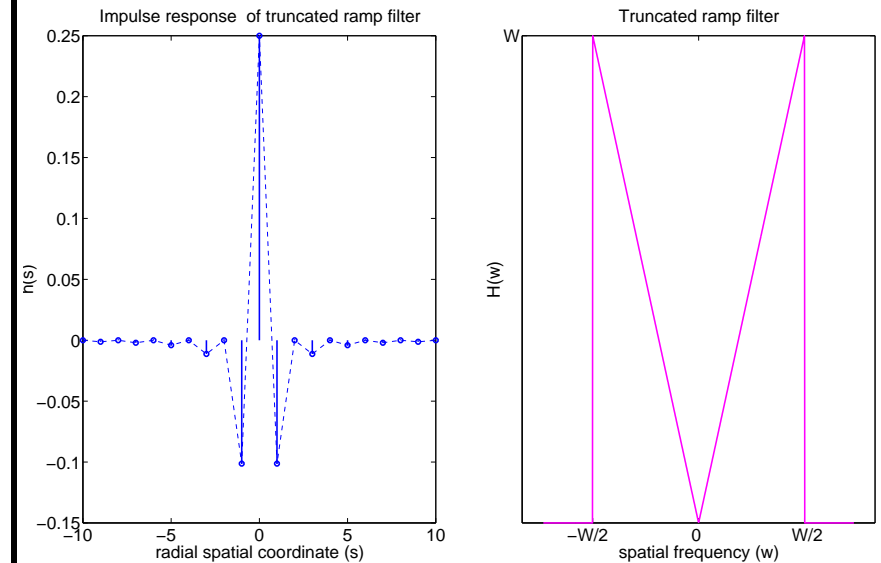 Impulse response of truncated ramp filter
0.25
0.2
0.15
0.1
0.05
0
−0.05
−0.1
−0.15
h(s)
−10
−5
0
5
10
radial spatial coordinate (s)
Truncated ramp filter
W
H(w)
−W/2
0
W/2
spatial frequency (w)